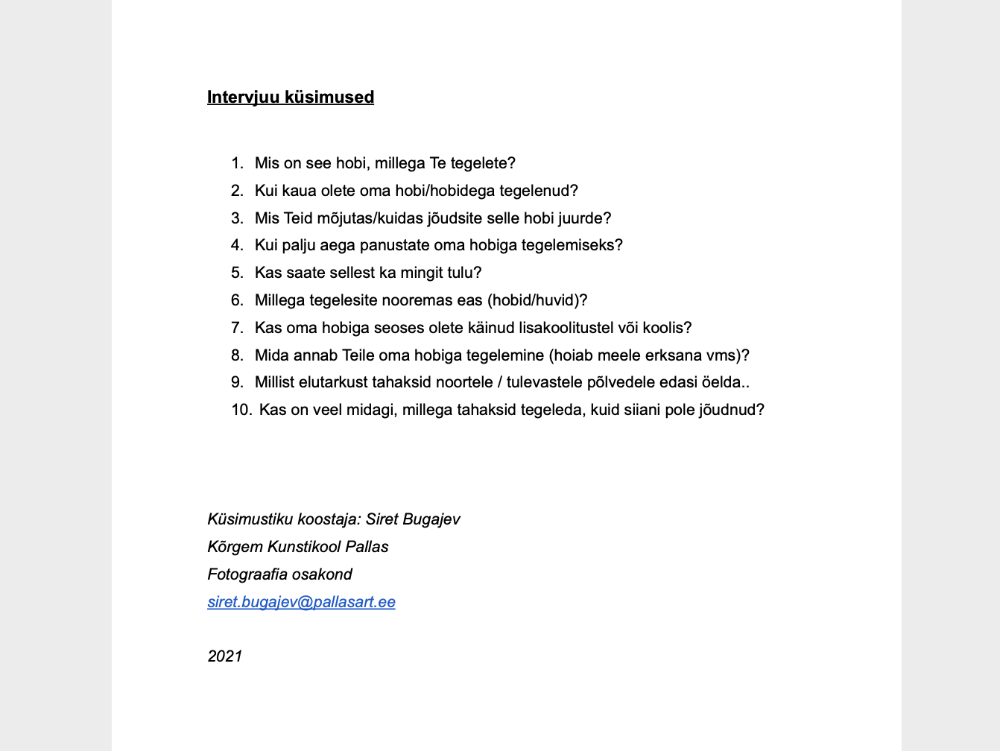 Intervjuu küsimused
1. Mis on see hobi, millega Te tegelete?
2. Kui kaua olete oma hobi/hobidega tegelenud?
3. Mis Teid mõjutas/kuidas jõudsite selle hobi juurde?
4. Kui palju aega panustate oma hobiga tegelemiseks?
5. Kas saate sellest ka mingit tulu?
6. Millega tegelesite nooremas eas (hobid/huvid)?
7. Kas oma hobiga seoses olete käinud lisakoolitustel või koolis?
8. Mida annab Teile oma hobiga tegelemine (hoiab meele erksana vms)?
9. Millist elutarkust tahaksid noortele / tulevastele põlvedele edasi öelda..
10. Kas on veel midagi, millega tahaksid tegeleda, kuid siiani pole jõudnud?
Küsimustiku koostaja: Siret Bugajev
Kõrgem Kunstikool Pallas
Fotograafia osakond
siret.bugajev@pallasart.ee
2021